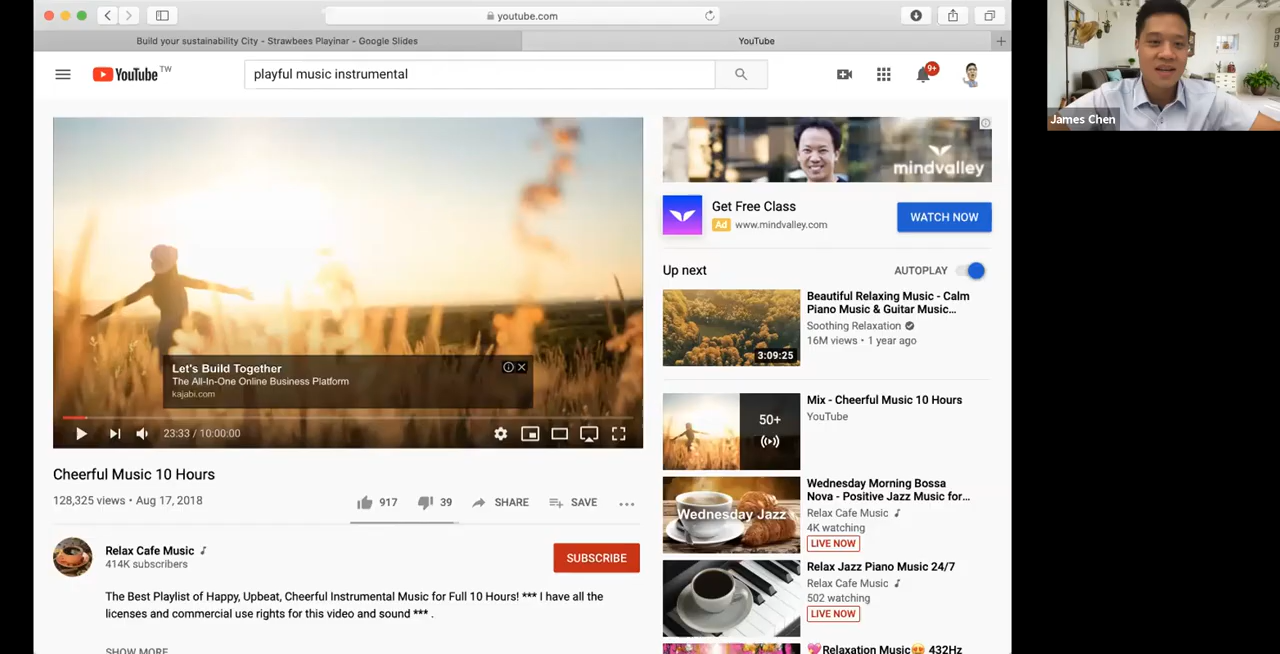 youtube.com
Build your sustainability City - Strawbees Playinar - Google Slides
YouTube
+
YouTube TW
playful music instrumental
9+
James Chen
mindvalley
Get Free Class
Ad www.mindvalley.com
WATCH NOW
Up next
AUTOPLAY
Let's Build Together
The All-In-One Online Business Platform
kajabi.com
23:33 / 10:00:00
Cheerful Music 10 Hours
128,325 views • Aug 17, 2018
917
39
SHARE
SAVE
Relax Cafe Music
414K subscribers
SUBSCRIBE
The Best Playlist of Happy, Upbeat, Cheerful Instrumental Music for Full 10 Hours! *** I have all the
licenses and commercial use rights for this video and sound *** .
SHOW MORE
3:09:25
Beautiful Relaxing Music - Calm
Piano Music & Guitar Music...
Soothing Relaxation
16M views • 1 year ago
50+
Mix - Cheerful Music 10 Hours
YouTube
Wednesday Jazz
Wednesday Morning Bossa
Nova - Positive Jazz Music for...
Relax Cafe Music
4K watching
LIVE NOW
Relax Jazz Piano Music 24/7
Relax Cafe Music
502 watching
LIVE NOW
💖Relaxation Music😍 432Hz